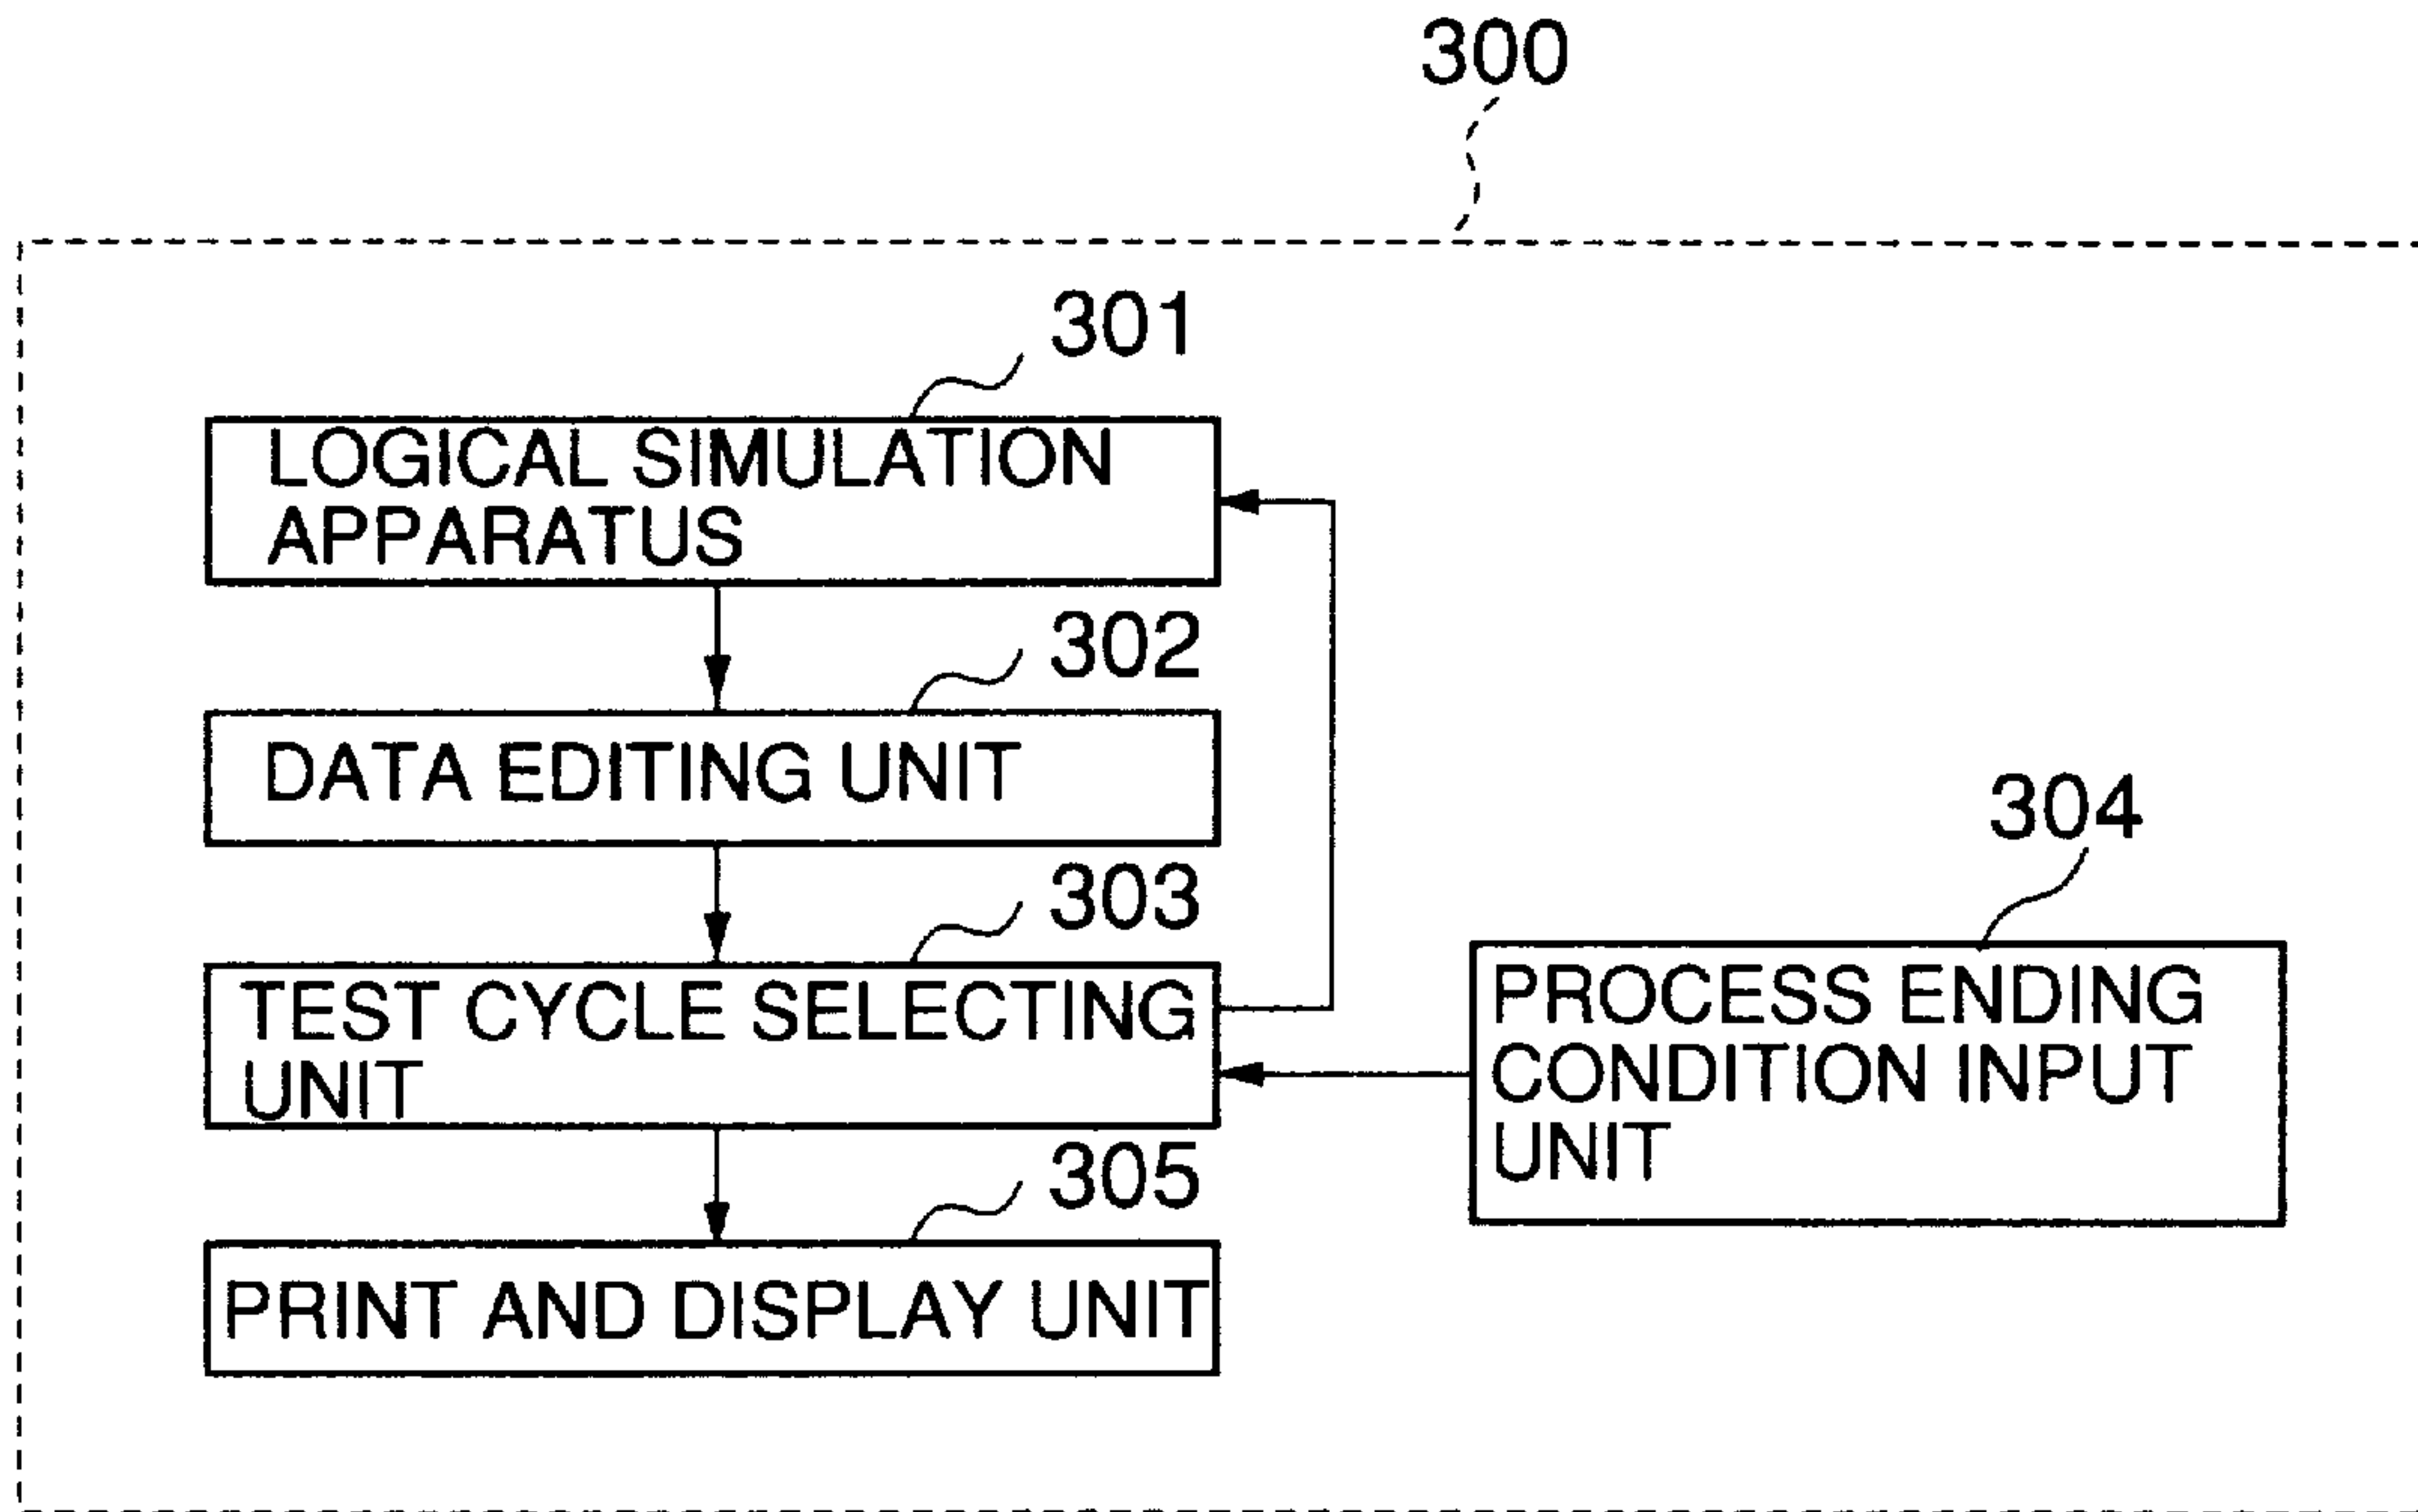 300
301
LOGICAL SIMULATION
APPARATUS
302
DATA EDITING UNIT
303
TEST CYCLE SELECTING
UNIT
304
PROCESS ENDING
CONDITION INPUT
UNIT
305
PRINT AND DISPLAY UNIT